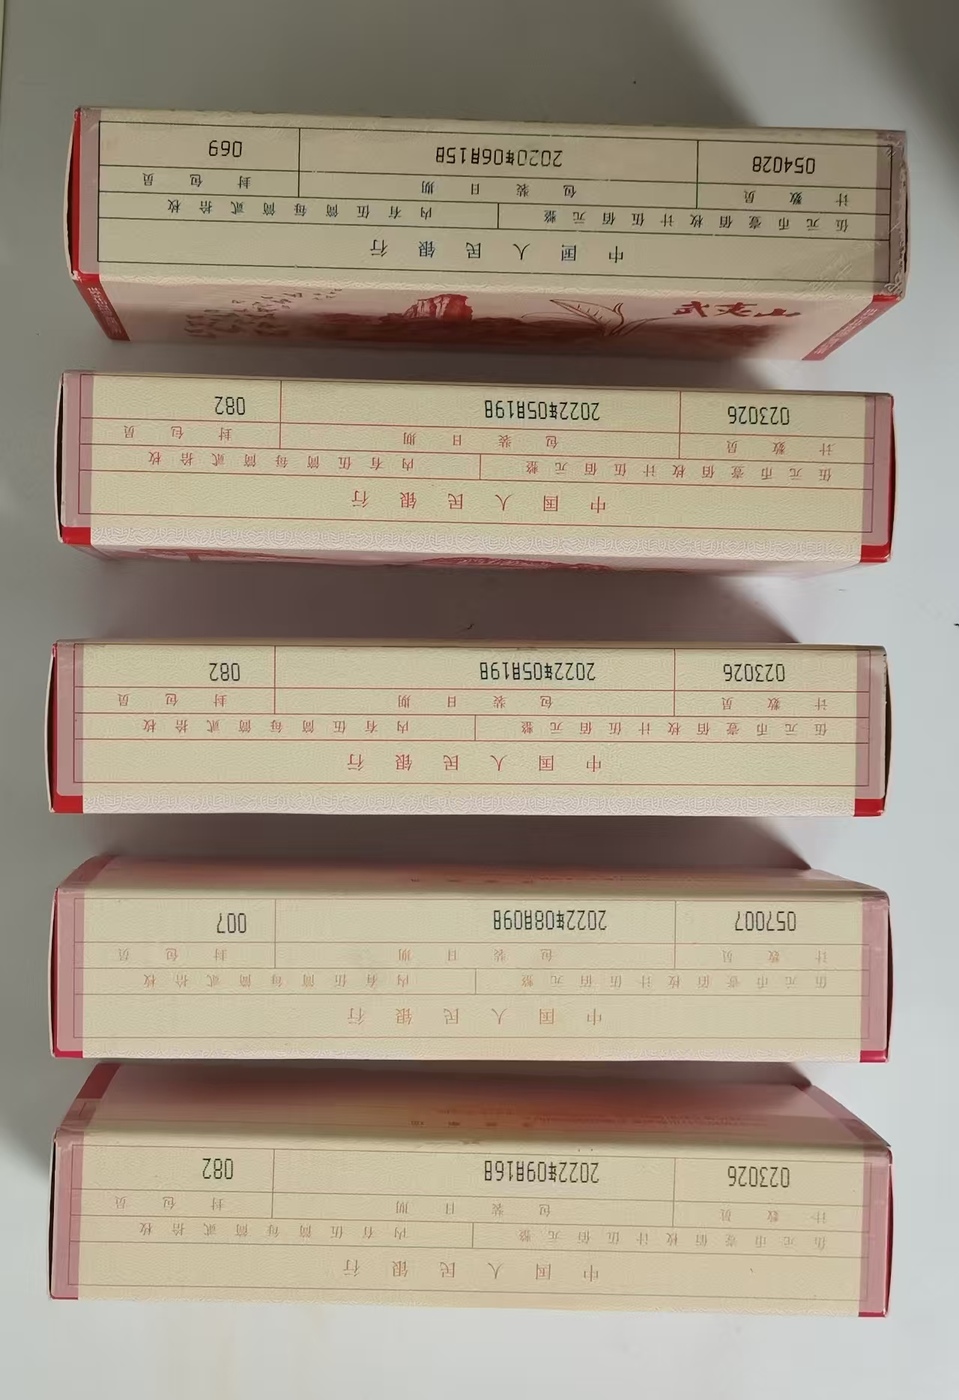 中国人民银行
伍元币壹佰枚计伍佰元整 内有伍筒每筒贰拾枚
计数员 包装日期 封包员
023026 2022年09月16日 082
中国人民银行
伍元币壹佰枚计伍佰元整 内有伍筒每筒贰拾枚
计数员 包装日期 封包员
057007 2022年08月09日 007
中国人民银行
伍元币壹佰枚计伍佰元整 内有伍筒每筒贰拾枚
计数员 包装日期 封包员
023026 2022年05月19日 082
中国人民银行
伍元币壹佰枚计伍佰元整 内有伍筒每筒贰拾枚
计数员 包装日期 封包员
023026 2022年05月19日 082
武夷山
中国人民银行
伍元币壹佰枚计伍佰元整 内有伍筒每筒贰拾枚
计数员 包装日期 封包员
054028 2020年06月15日 069